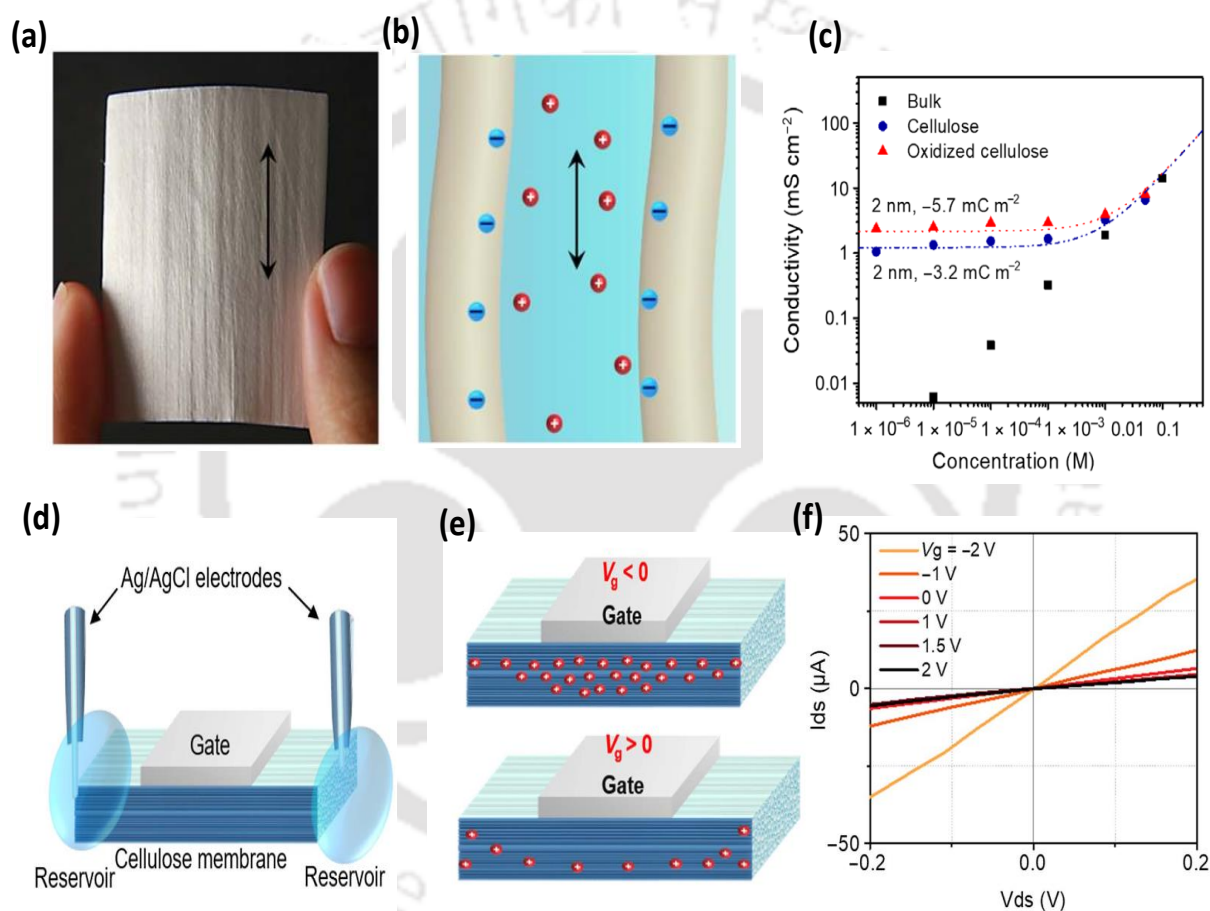 (a)
(b)
(c)
Bulk
Cellulose
Oxidized cellulose
Conductivity (mS cm⁻²)
100
10
1
0.1
0.01
2 nm, −5.7 mC m⁻²
2 nm, −3.2 mC m⁻²
1 × 10⁻⁶ 1 × 10⁻⁵ 1 × 10⁻⁴ 1 × 10⁻³ 0.01 0.1
Concentration (M)
(d)
Ag/AgCl electrodes
Gate
Cellulose membrane
Reservoir
Reservoir
(e)
Vg < 0
Gate
Vg > 0
Gate
(f)
Ids (µA)
50
0
−50
Vg = −2 V
−1 V
0 V
1 V
1.5 V
2 V
−0.2 0.0 0.2
Vds (V)